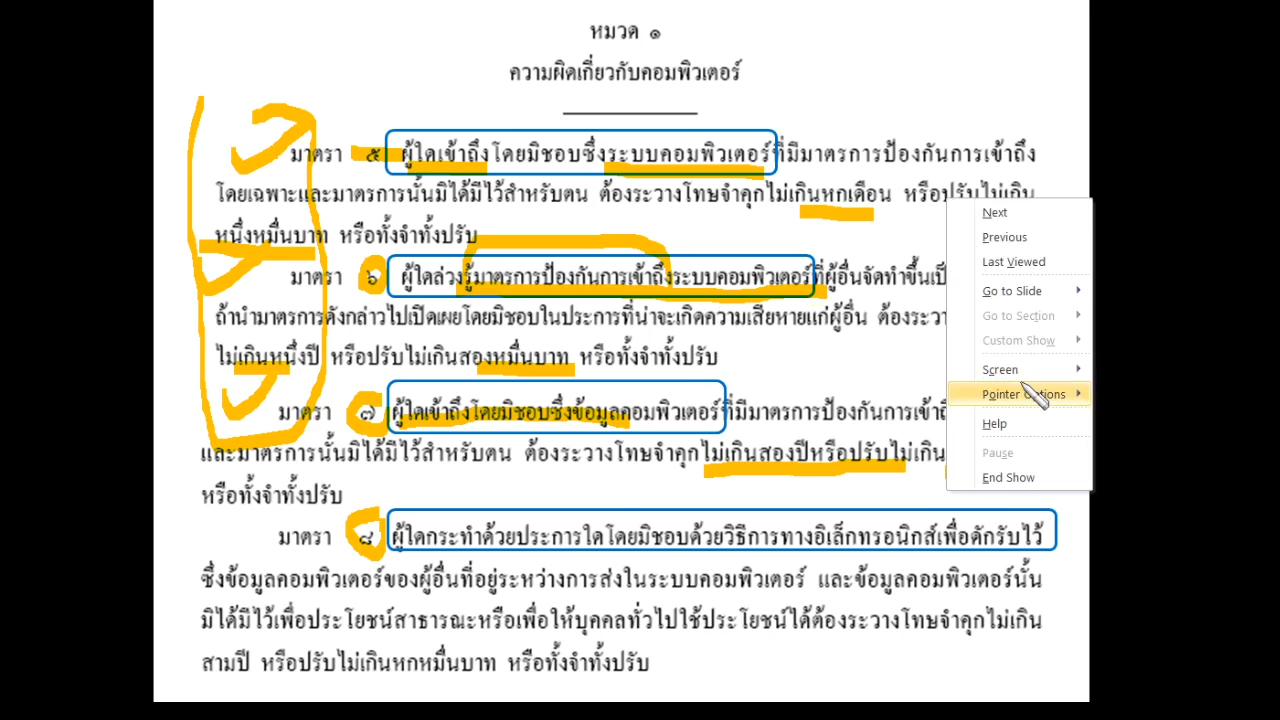 หมวด ๑
ความผิดเกี่ยวกับคอมพิวเตอร์
มาตรา ๕ ผู้ใดเข้าถึงโดยมิชอบซึ่งระบบคอมพิวเตอร์ที่มีมาตรการป้องกันการเข้าถึง
โดยเฉพาะและมาตรการนั้นมิได้มีไว้สำหรับตน ต้องระวางโทษจำคุกไม่เกินหกเดือน หรือปรับไม่เกิน
หนึ่งหมื่นบาท หรือทั้งจำทั้งปรับ
มาตรา ๖ ผู้ใดล่วงรู้มาตรการป้องกันการเข้าถึงระบบคอมพิวเตอร์ที่ผู้อื่นจัดทำขึ้นเป็
ถ้านำมาตรการดังกล่าวไปเปิดเผยโดยมิชอบในประการที่น่าจะเกิดความเสียหายแก่ผู้อื่น ต้องระวา
ไม่เกินหนึ่งปี หรือปรับไม่เกินสองหมื่นบาท หรือทั้งจำทั้งปรับ
มาตรา ๗ ผู้ใดเข้าถึงโดยมิชอบซึ่งข้อมูลคอมพิวเตอร์ที่มีมาตรการป้องกันการเข้าถึ
และมาตรการนั้นมิได้มีไว้สำหรับตน ต้องระวางโทษจำคุกไม่เกินสองปีหรือปรับไม่เกิน
หรือทั้งจำทั้งปรับ
มาตรา ๘ ผู้ใดกระทำด้วยประการใดโดยมิชอบด้วยวิธีการทางอิเล็กทรอนิกส์เพื่อดักรับไว้
ซึ่งข้อมูลคอมพิวเตอร์ของผู้อื่นที่อยู่ระหว่างการส่งในระบบคอมพิวเตอร์ และข้อมูลคอมพิวเตอร์นั้น
มิได้มีไว้เพื่อประโยชน์สาธารณะหรือเพื่อให้บุคคลทั่วไปใช้ประโยชน์ได้ต้องระวางโทษจำคุกไม่เกิน
สามปี หรือปรับไม่เกินหกหมื่นบาท หรือทั้งจำทั้งปรับ
Next
Previous
Last Viewed
Go to Slide
Go to Section
Custom Show
Screen
Pointer Options
Help
Pause
End Show